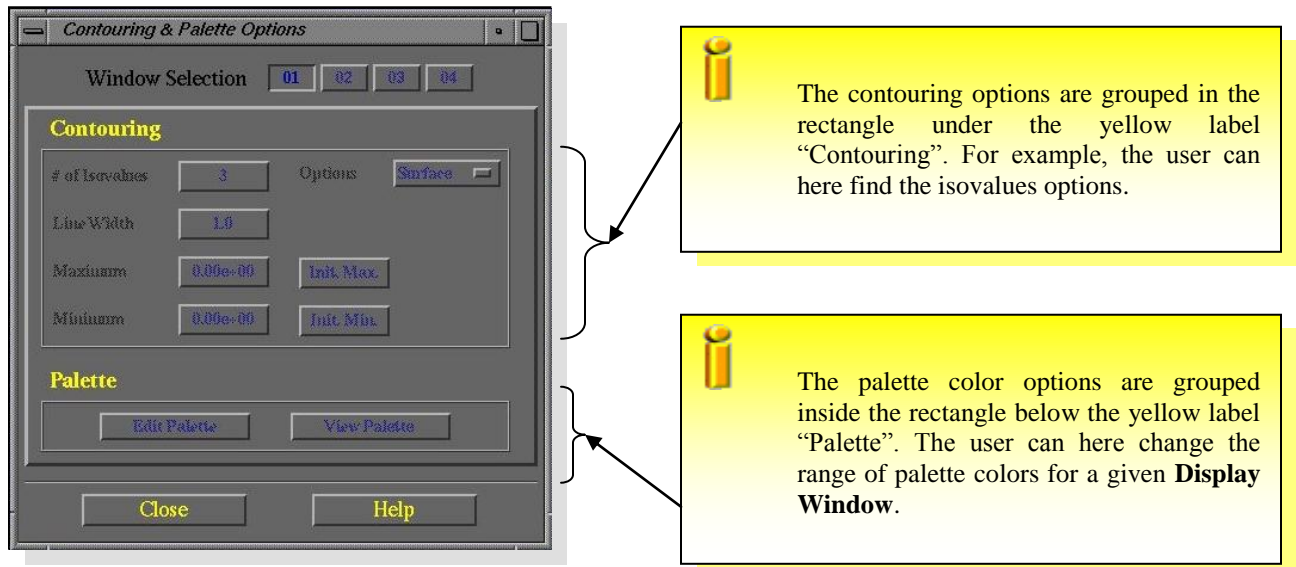 Contouring & Palette Options
Window Selection 01 02 03 04
Contouring
# of Isovalues 3 Options Surface
Line Width 1.0
Maximum 0.00e+00 Init. Max.
Minimum 0.00e+00 Init. Min.
Palette
Edit Palette View Palette
Close Help
The contouring options are grouped in the
rectangle under the yellow label
“Contouring”. For example, the user can
here find the isovalues options.
The palette color options are grouped
inside the rectangle below the yellow label
“Palette”. The user can here change the
range of palette colors for a given Display
Window.